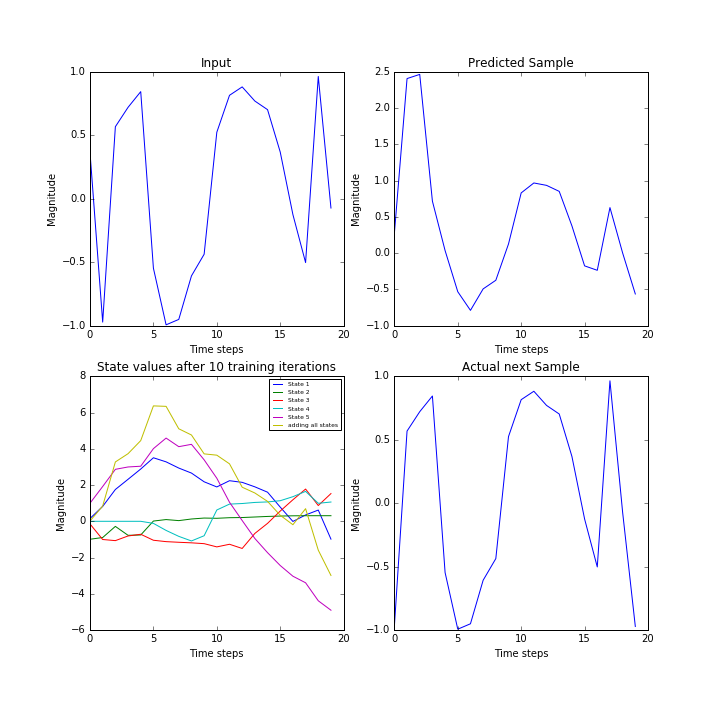 Input
1.0
0.5
0.0
−0.5
−1.0
Magnitude
0 5 10 15 20
Time steps
Predicted Sample
2.5
2.0
1.5
1.0
0.5
0.0
−0.5
−1.0
Magnitude
0 5 10 15 20
Time steps
State values after 10 training iterations
8
6
4
2
0
−2
−4
−6
Magnitude
State 1
State 2
State 3
State 4
State 5
adding all states
0 5 10 15 20
Time steps
Actual next Sample
1.0
0.5
0.0
−0.5
−1.0
Magnitude
0 5 10 15 20
Time steps